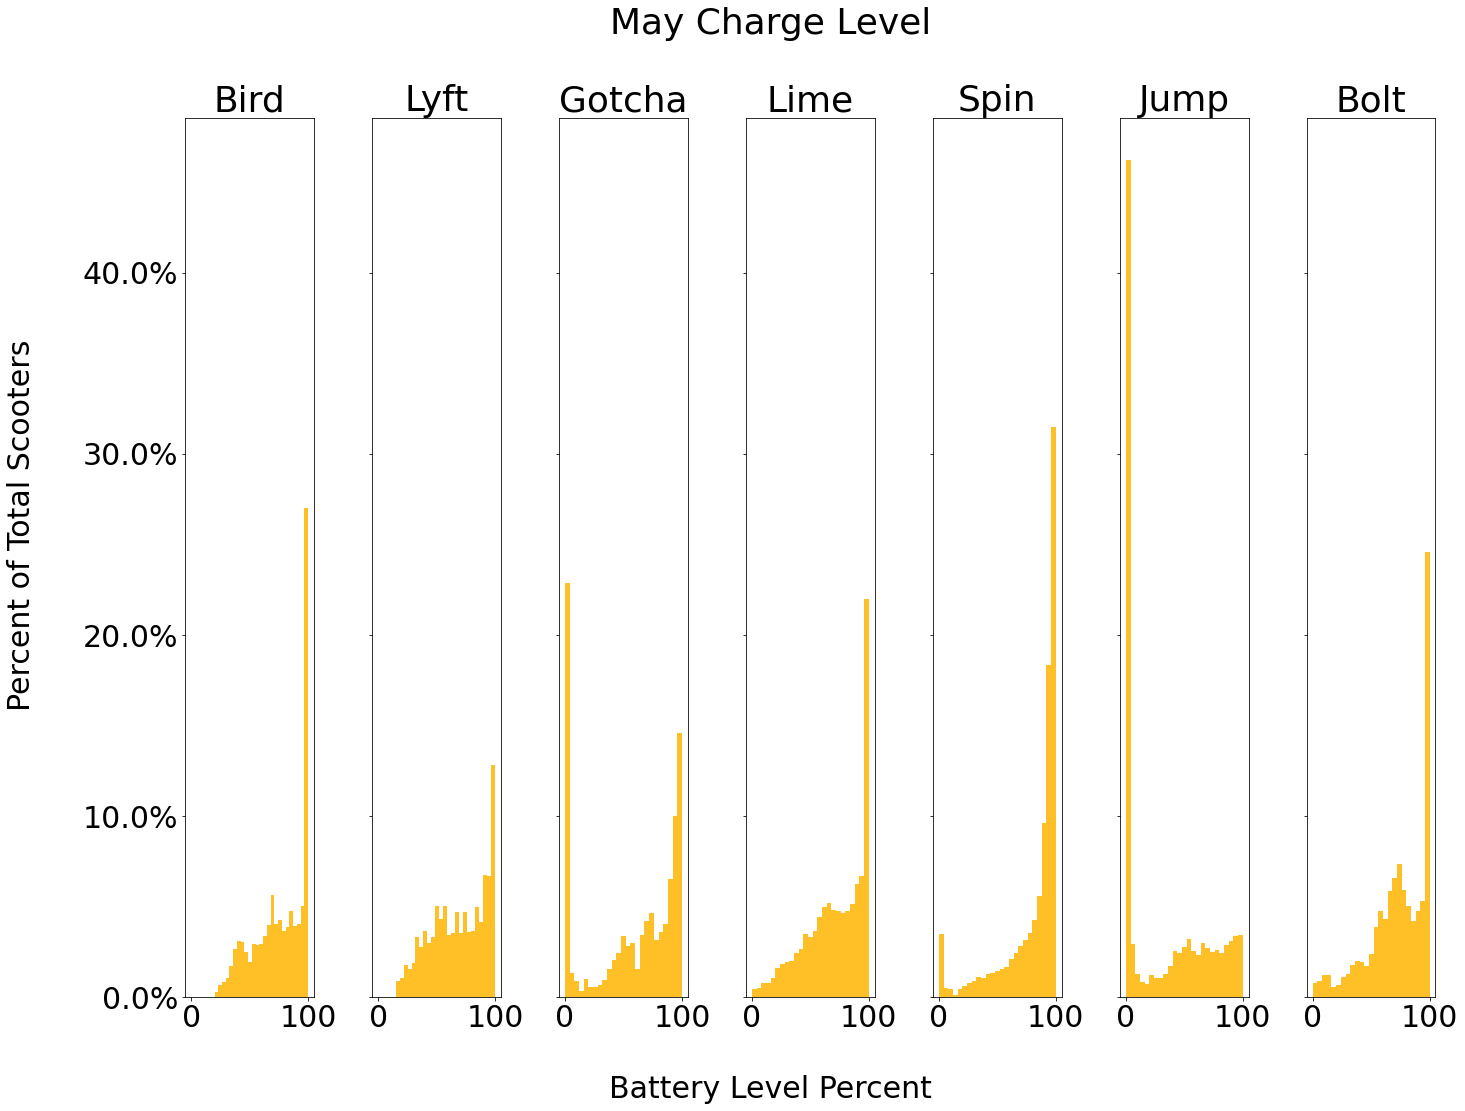 May Charge Level
Bird Lyft Gotcha Lime Spin Jump Bolt
40.0%
30.0%
20.0%
10.0%
0.0%
Percent of Total Scooters
0 100 0 100 0 100 0 100 0 100 0 100 0 100
Battery Level Percent